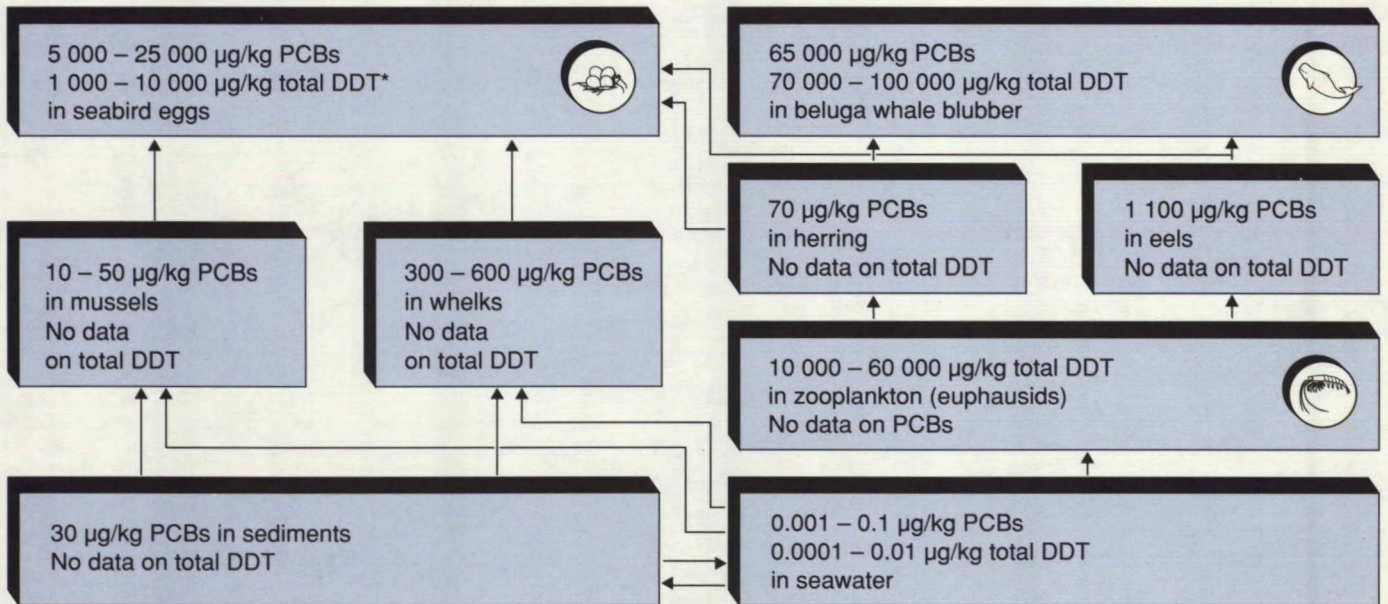 5 000 – 25 000 µg/kg PCBs
1 000 – 10 000 µg/kg total DDT*
in seabird eggs
65 000 µg/kg PCBs
70 000 – 100 000 µg/kg total DDT
in beluga whale blubber
10 – 50 µg/kg PCBs
in mussels
No data
on total DDT
300 – 600 µg/kg PCBs
in whelks
No data
on total DDT
70 µg/kg PCBs
in herring
No data on total DDT
1 100 µg/kg PCBs
in eels
No data on total DDT
10 000 – 60 000 µg/kg total DDT
in zooplankton (euphausids)
No data on PCBs
30 µg/kg PCBs in sediments
No data on total DDT
0.001 – 0.1 µg/kg PCBs
0.0001 – 0.01 µg/kg total DDT
in seawater